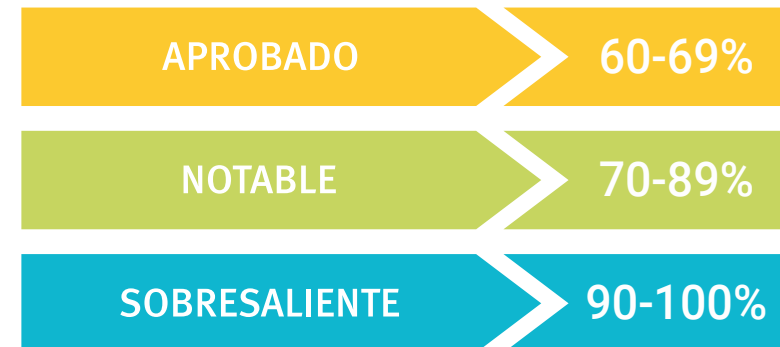 APROBADO 60-69%
NOTABLE 70-89%
SOBRESALIENTE 90-100%